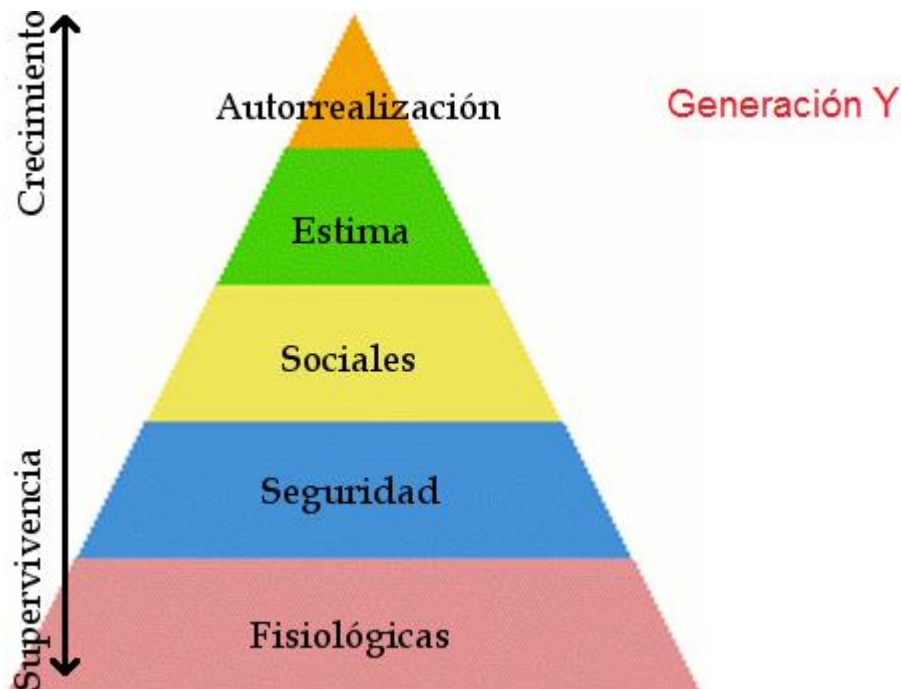 Crecimiento
Autorrealización
Generación Y
Estima
Sociales
Seguridad
Supervivencia
Fisiológicas